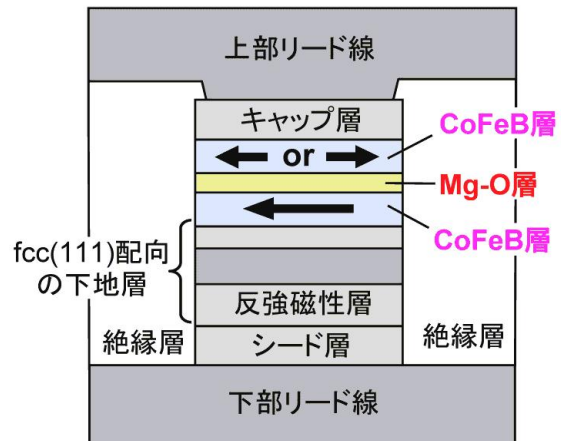 上部リード線
キャップ層
CoFeB層
or
Mg-O層
CoFeB層
fcc(111)配向
の下地層
反強磁性層
絶縁層
シード層
絶縁層
下部リード線